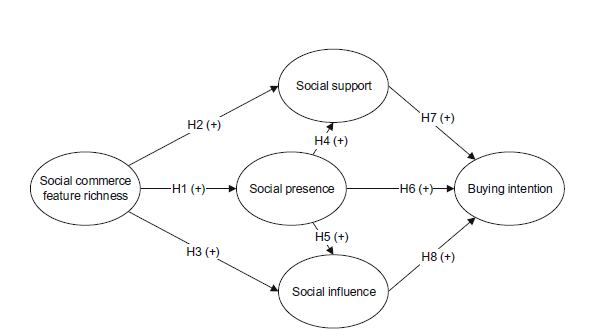 Social support
H7 (+)
H2 (+)
H4 (+)
Social commerce
feature richness
H1 (+)
Social presence
H6 (+)
Buying intention
H5 (+)
H3 (+)
H8 (+)
Social influence